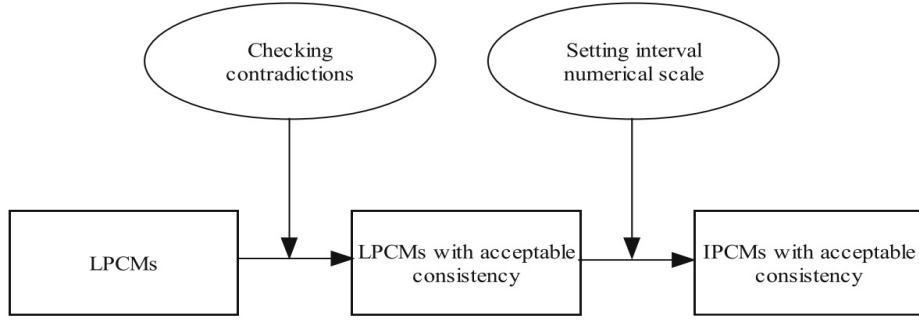 Checking
contradictions
Setting interval
numerical scale
LPCMs
LPCMs with acceptable
consistency
IPCMs with acceptable
consistency